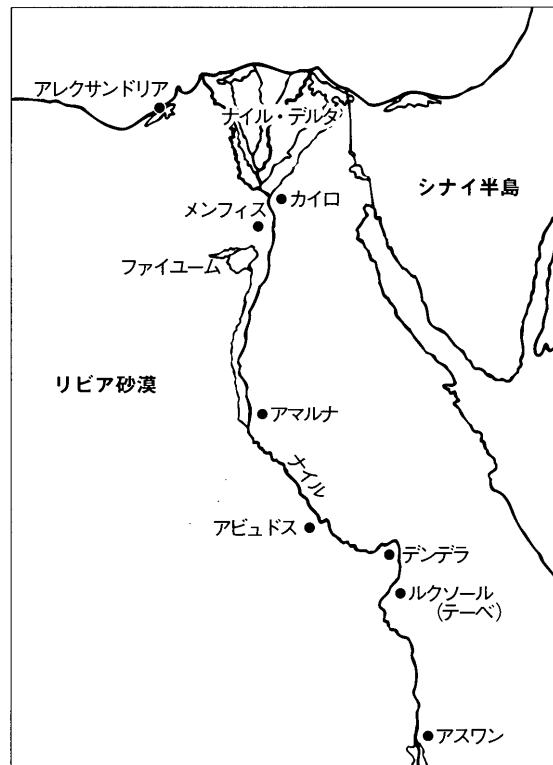 アレクサンドリア
ナイル・デルタ
シナイ半島
カイロ
メンフィス
ファイユーム
リビア砂漠
アマルナ
ナイル
アビュドス
デンデラ
ルクソール
(テーベ)
アスワン